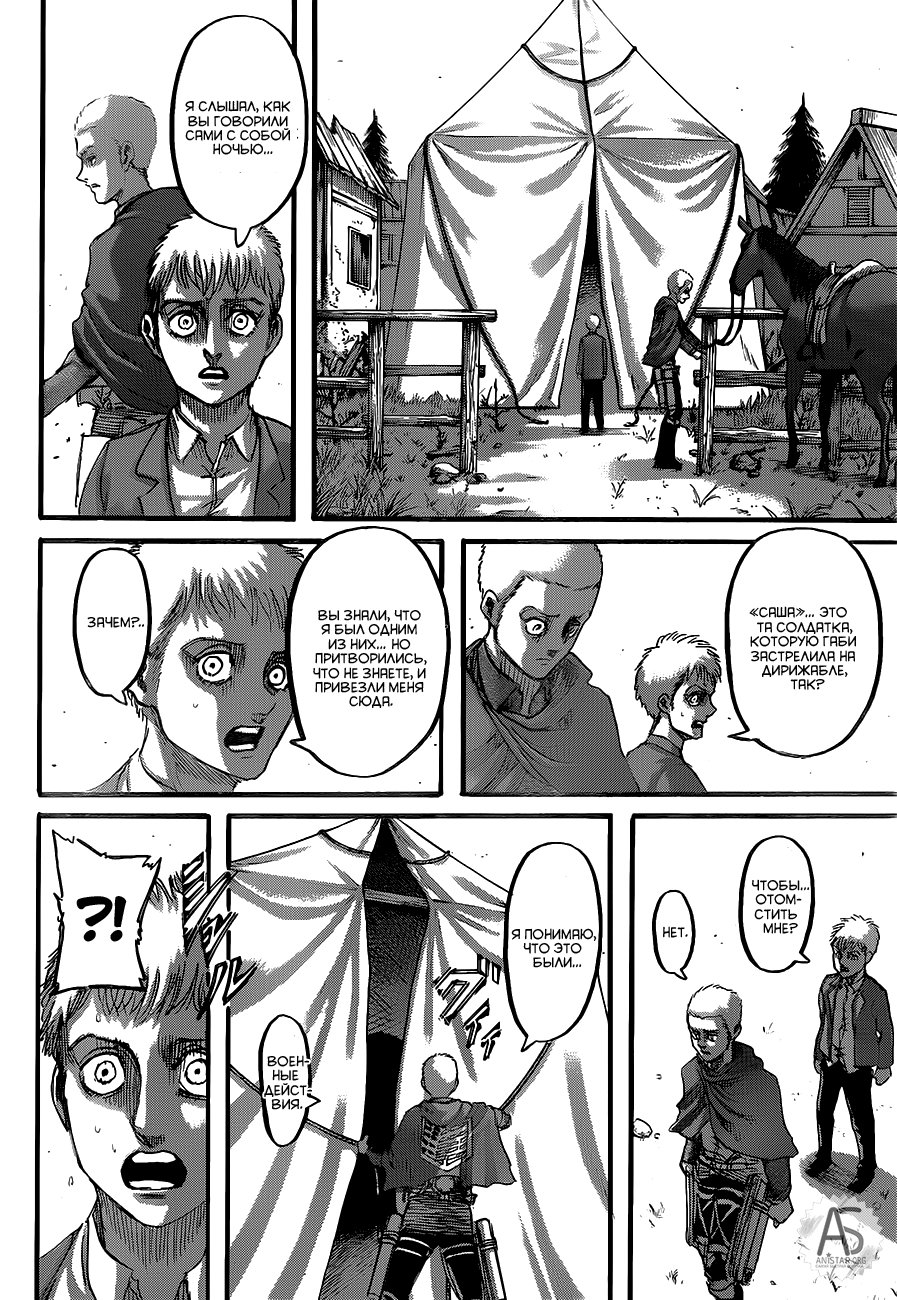 Я СЛЫШАЛ, КАК
ВЫ ГОВОРИЛИ
САМИ С СОБОЙ
НОЧЬЮ...
«САША»... ЭТО
ТА СОЛДАТКА,
КОТОРУЮ ГАБИ
ЗАСТРЕЛИЛА НА
ДИРИЖАБЛЕ,
ТАК?
ВЫ ЗНАЛИ, ЧТО
Я БЫЛ ОДНИМ
ИЗ НИХ... НО
ПРИТВОРИЛИСЬ,
ЧТО НЕ ЗНАЕТЕ, И
ПРИВЕЗЛИ МЕНЯ
СЮДА.
ЗАЧЕМ?..
ЧТОБЫ...
ОТОМ-
СТИТЬ
МНЕ?
НЕТ.
Я ПОНИМАЮ,
ЧТО ЭТО
БЫЛИ...
ВОЕН-
НЫЕ
ДЕЙСТ-
ВИЯ.
?!
AS
ANISTAR.ORG